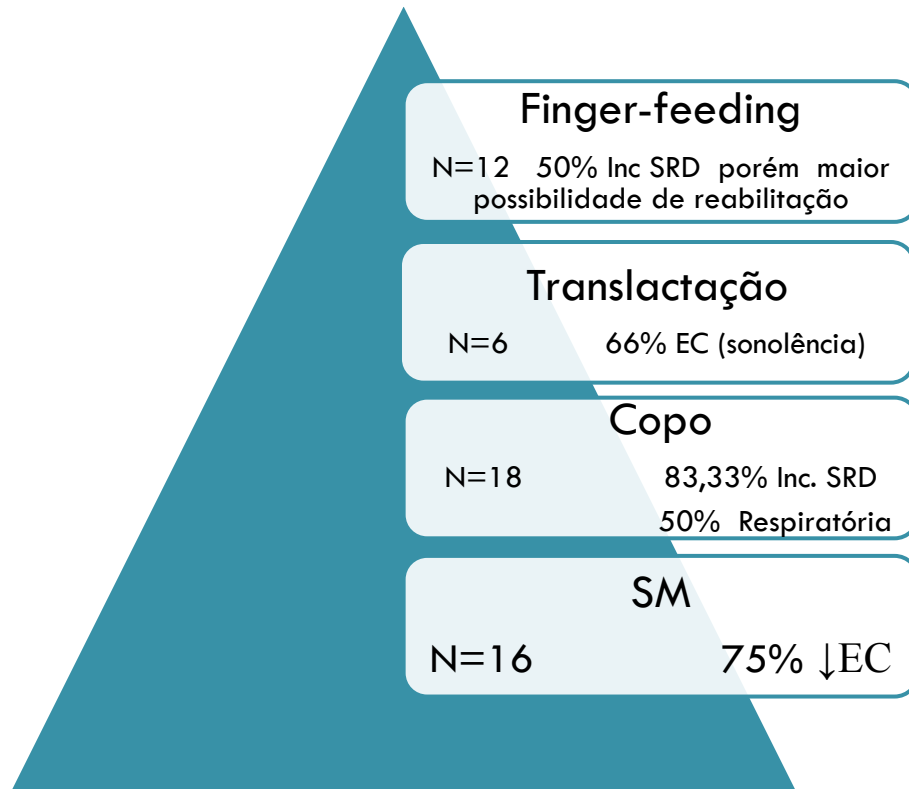 Finger-feeding
N=12 50% Inc SRD porém maior
possibilidade de reabilitação
Translactação
N=6 66% EC (sonolência)
Copo
N=18 83,33% Inc. SRD
50% Respiratória
SM
N=16 75% ↓EC